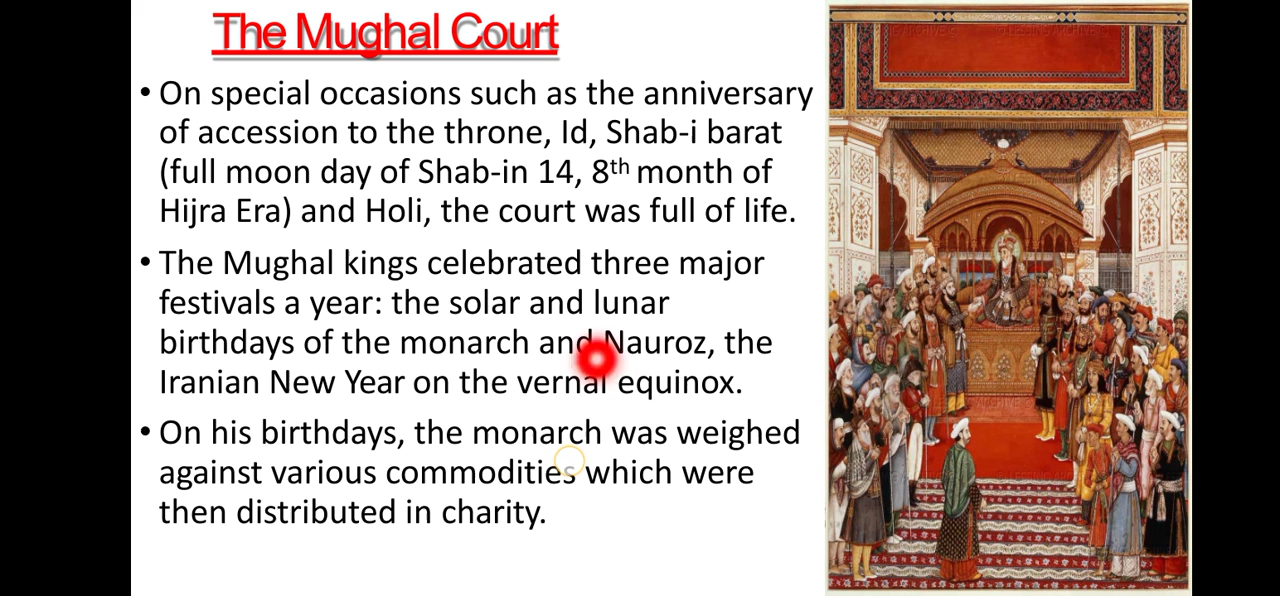 The Mughal Court
• On special occasions such as the anniversary
of accession to the throne, Id, Shab-i barat
(full moon day of Shab-in 14, 8th month of
Hijra Era) and Holi, the court was full of life.
• The Mughal kings celebrated three major
festivals a year: the solar and lunar
birthdays of the monarch and Nauroz, the
Iranian New Year on the vernal equinox.
• On his birthdays, the monarch was weighed
against various commodities which were
then distributed in charity.